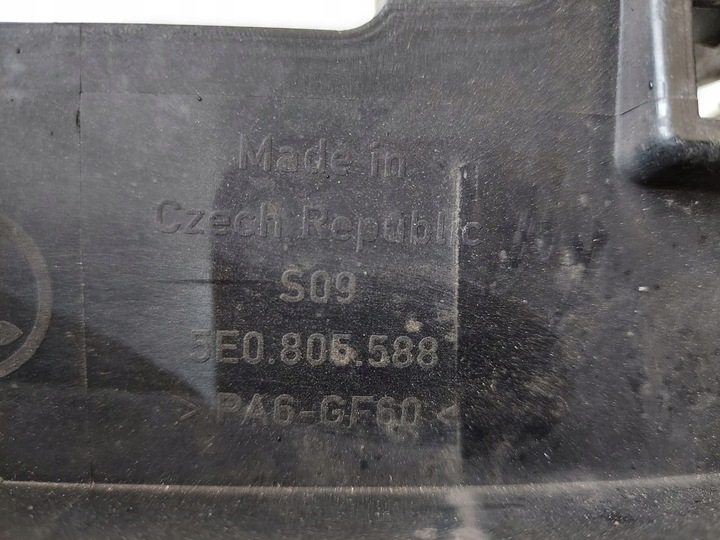 Made in
Czech Republic
S09
5E0.805.588
> PA6-GF60 <